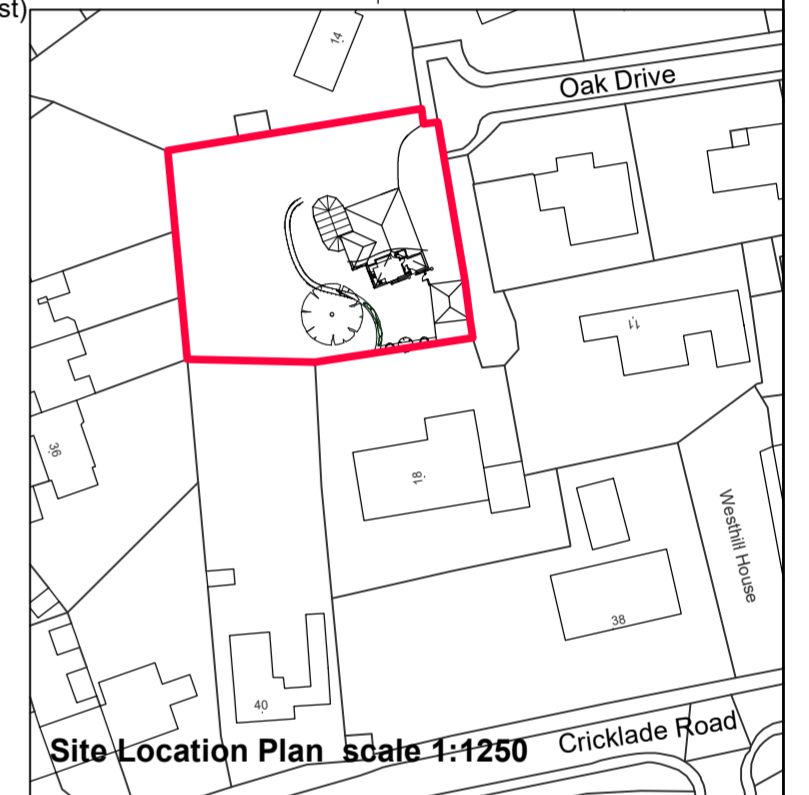 st)
14
Oak Drive
11
36
18
Westhill House
38
40
Cricklade Road
Site Location Plan scale 1:1250